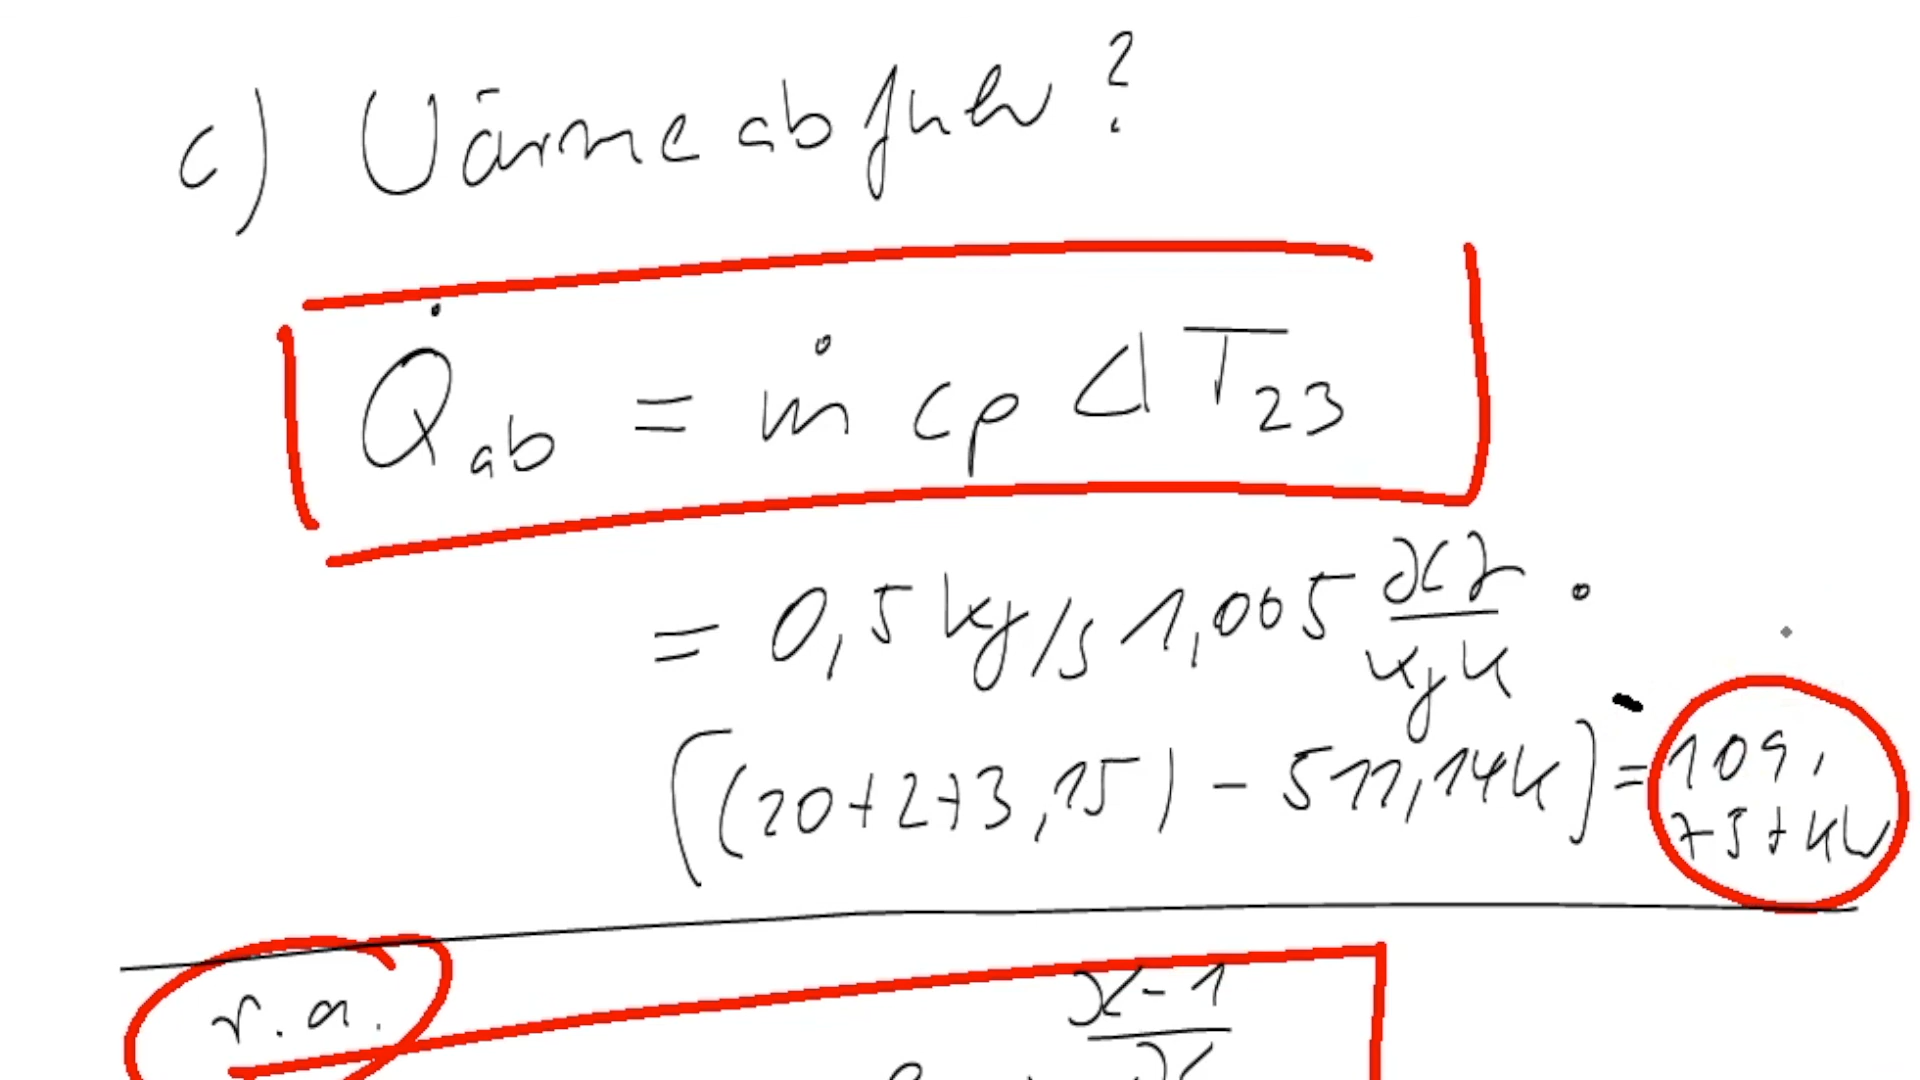 c) Wärmeabfuhr?
Q̇ab = ṁ cp ΔT23
= 0,5 kg/s 1,005 kJ/kgK ·
((20+273,15) - 511,14K) = -109,
737 kW
r.a.
χ-1
χ